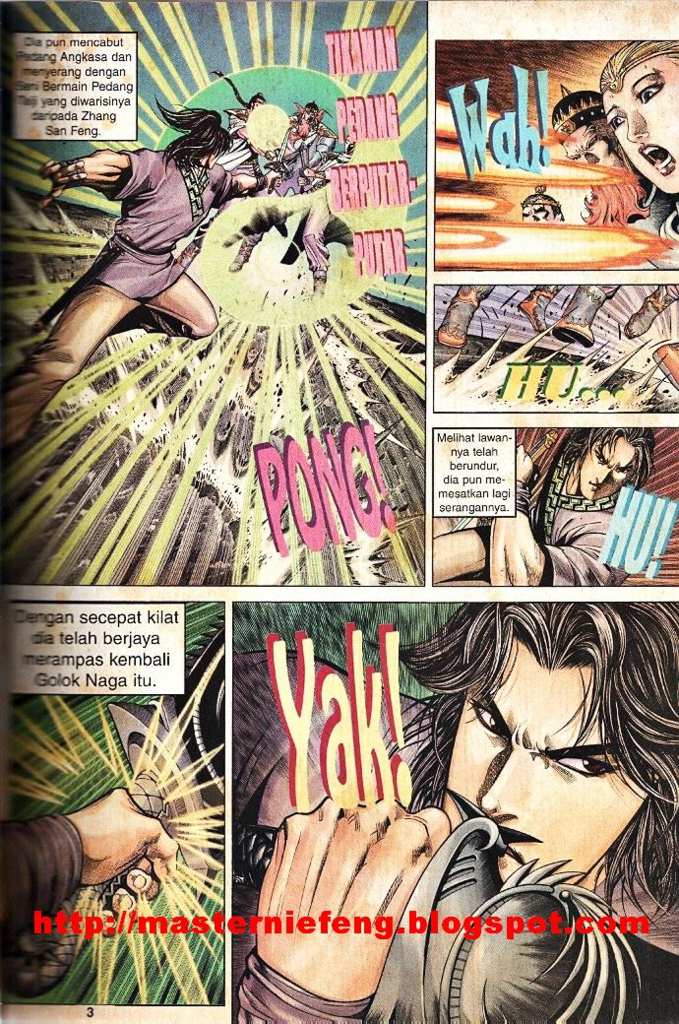 Dia pun mencabut
Pedang Angkasa dan
menyerang dengan
Seni Bermain Pedang
Taiji yang diwarisinya
daripada Zhang
San Feng.
TIKAMAN
PEDANG
BERPUTAR-
PUTAR
Wah!
HU...
PONG!
Melihat lawan-
nya telah
berundur,
dia pun me-
mesatkan lagi
serangannya.
HU!!
Dengan secepat kilat
dia telah berjaya
merampas kembali
Golok Naga itu.
Yak!
http://masterniefeng.blogspot.com
3